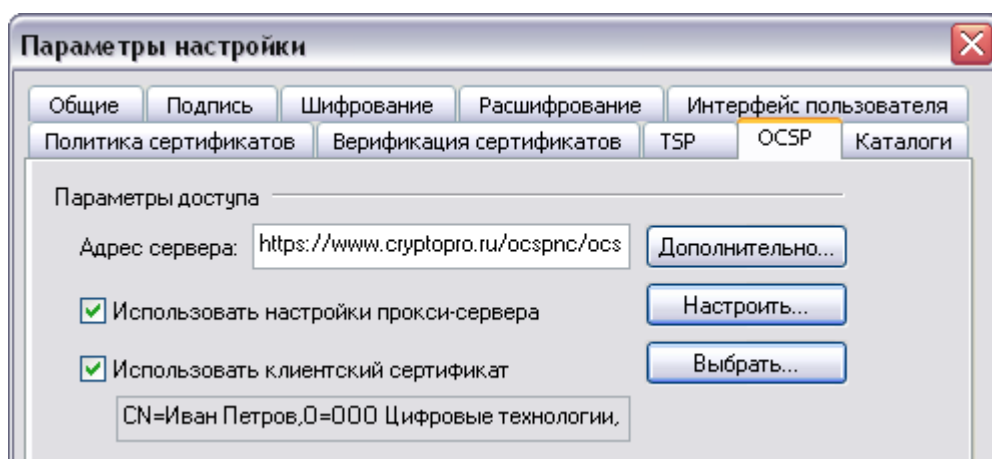 Параметры настройки
Общие Подпись Шифрование Расшифрование Интерфейс пользователя
Политика сертификатов Верификация сертификатов TSP OCSP Каталоги
Параметры доступа
Адрес сервера: https://www.cryptopro.ru/ocspnc/ocs Дополнительно...
Использовать настройки прокси-сервера Настроить...
Использовать клиентский сертификат Выбрать...
CN=Иван Петров,O=ООО Цифровые технологии,